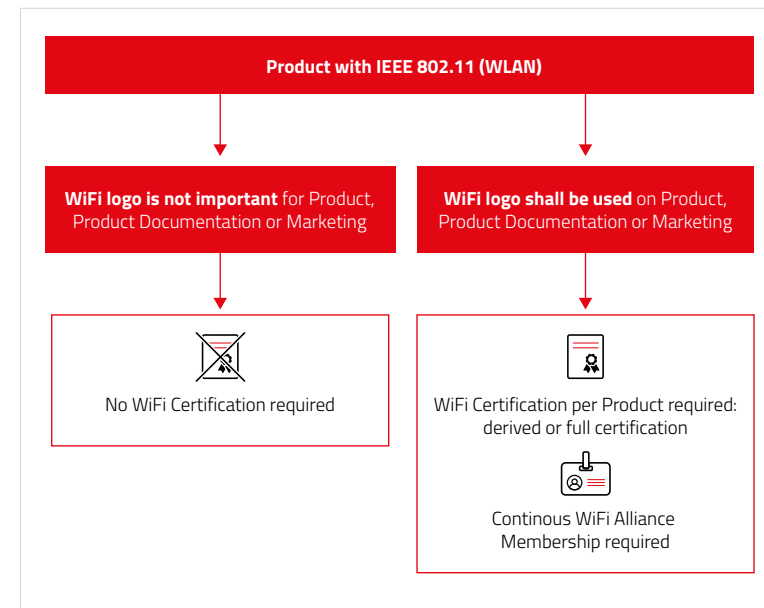 Product with IEEE 802.11 (WLAN)
WiFi logo is not important for Product,
Product Documentation or Marketing
WiFi logo shall be used on Product,
Product Documentation or Marketing
No WiFi Certification required
WiFi Certification per Product required:
derived or full certification
Continous WiFi Alliance
Membership required